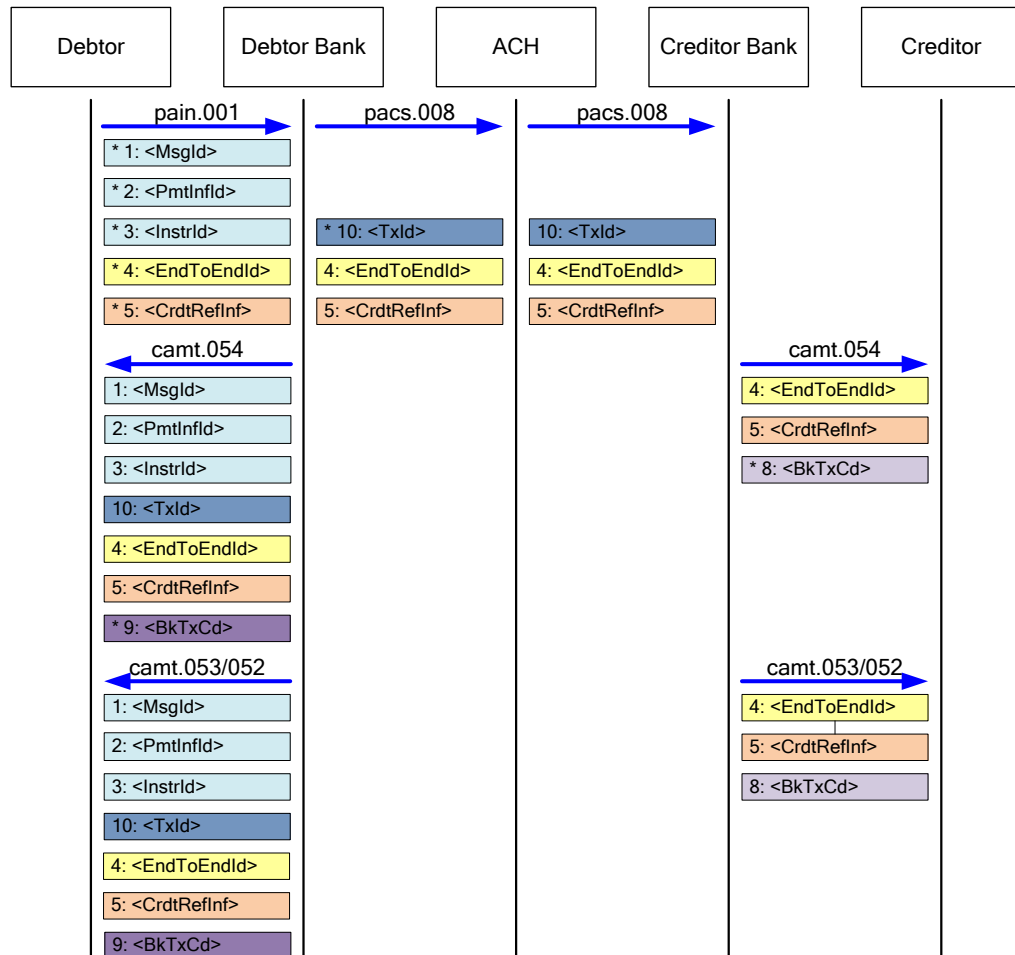 Debtor
Debtor Bank
ACH
Creditor Bank
Creditor
pain.001
pacs.008
pacs.008
* 1: <MsgId>
* 2: <PmtInfId>
* 3: <InstrId>
* 10: <TxId>
10: <TxId>
* 4: <EndToEndId>
4: <EndToEndId>
4: <EndToEndId>
* 5: <CrdtRefInf>
5: <CrdtRefInf>
5: <CrdtRefInf>
camt.054
camt.054
1: <MsgId>
4: <EndToEndId>
2: <PmtInfId>
5: <CrdtRefInf>
3: <InstrId>
* 8: <BkTxCd>
10: <TxId>
4: <EndToEndId>
5: <CrdtRefInf>
* 9: <BkTxCd>
camt.053/052
camt.053/052
1: <MsgId>
4: <EndToEndId>
2: <PmtInfId>
5: <CrdtRefInf>
3: <InstrId>
8: <BkTxCd>
10: <TxId>
4: <EndToEndId>
5: <CrdtRefInf>
9: <BkTxCd>